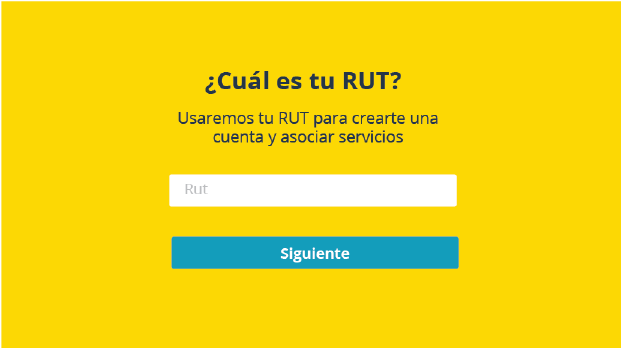 ¿Cuál es tu RUT?
Usaremos tu RUT para crearte una
cuenta y asociar servicios
Rut
Siguiente